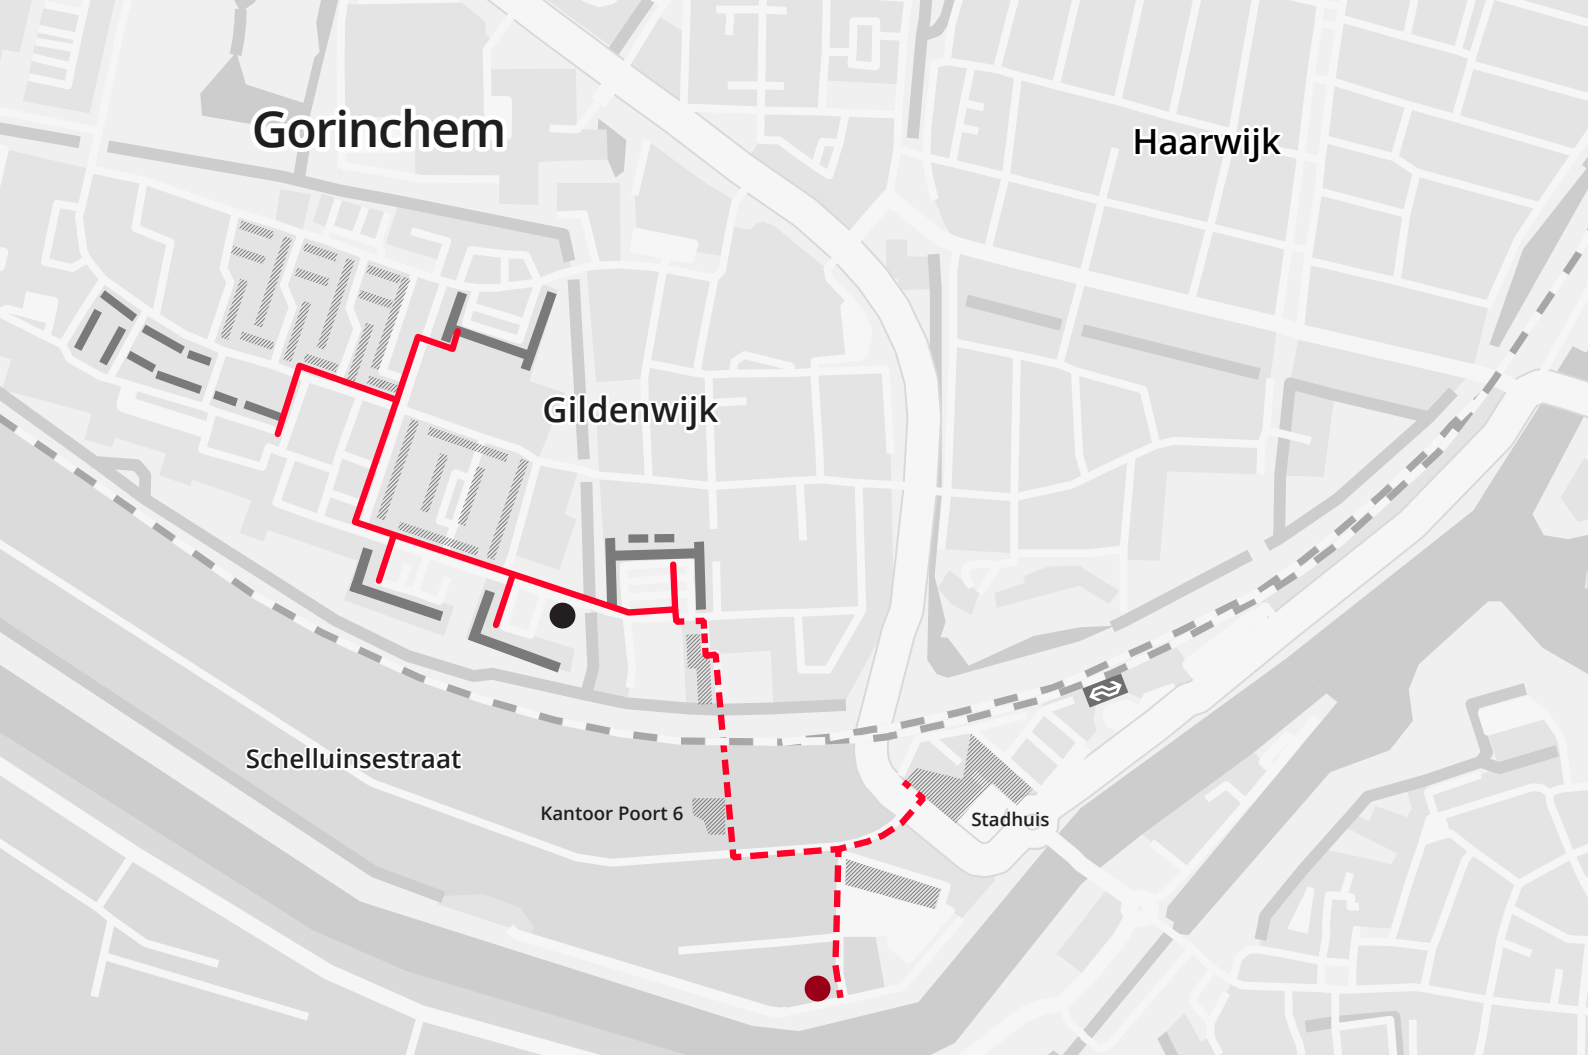 Gorinchem
Haarwijk
Gildenwijk
Schelluinsestraat
Kantoor Poort 6
Stadhuis